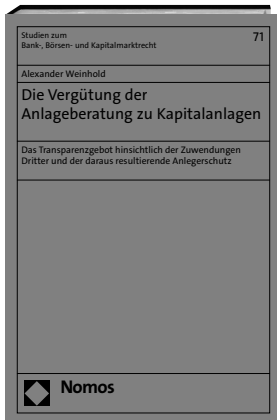 Studien zum
Bank-, Börsen- und Kapitalmarktrecht
71
Alexander Weinhold
Die Vergütung der
Anlageberatung zu Kapitalanlagen
Das Transparenzgebot hinsichtlich der Zuwendungen
Dritter und der daraus resultierende Anlegerschutz
Nomos